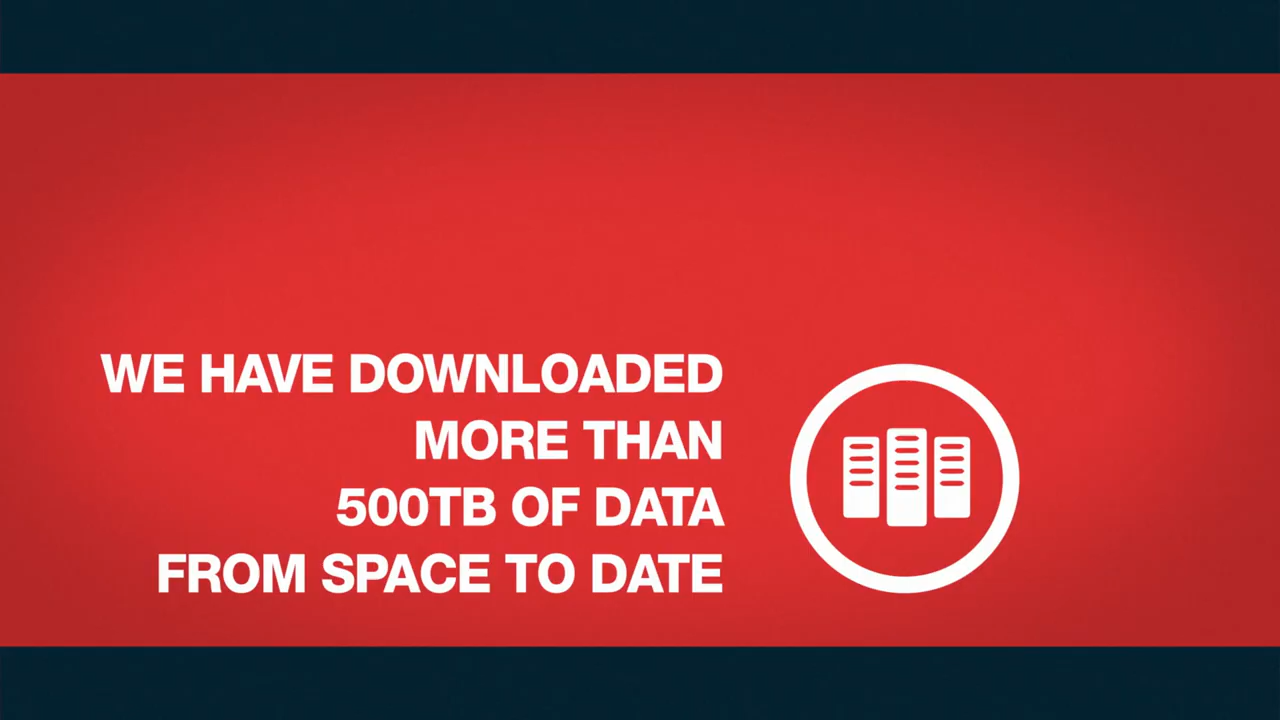 WE HAVE DOWNLOADED
MORE THAN
500TB OF DATA
FROM SPACE TO DATE